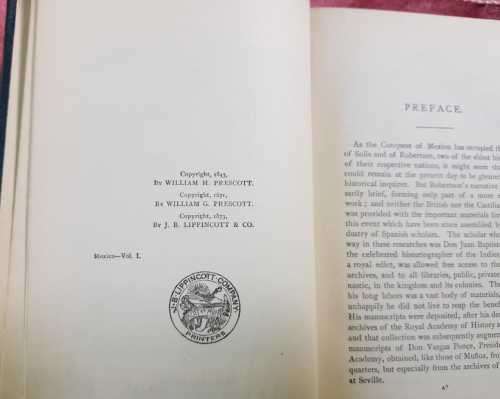 Copyright, 1843,
BY WILLIAM H. PRESCOTT.
Copyright, 1871,
BY WILLIAM G. PRESCOTT.
Copyright, 1873,
BY J. B. LIPPINCOTT & CO.
MEXICO—VOL. I.
J.B. LIPPINCOTT COMPANY
PRINTERS
PREFACE.
As the Conquest of Mexico has occupied the
of Solis and of Robertson, two of the ablest his
of their respective nations, it might seem that
could remain at the present day to be gleaned
historical inquirer. But Robertson's narrative is
sarily brief, forming only part of a more e
work; and neither the British nor the Castilian
was provided with the important materials for
this event which have been since assembled by
dustry of Spanish scholars. The scholar who
way in these researches was Don Juan Baptista
the celebrated historiographer of the Indies
a royal edict, was allowed free access to the
archives, and to all libraries, public, private
nastic, in the kingdom and its colonies. The
his long labors was a vast body of materials,
unhappily he did not live to reap the benefit
His manuscripts were deposited, after his death
archives of the Royal Academy of History
and that collection was subsequently augmented
manuscripts of Don Vargas Ponçe, President
Academy, obtained, like those of Muñoz, from
quarters, but especially from the archives of
at Seville.